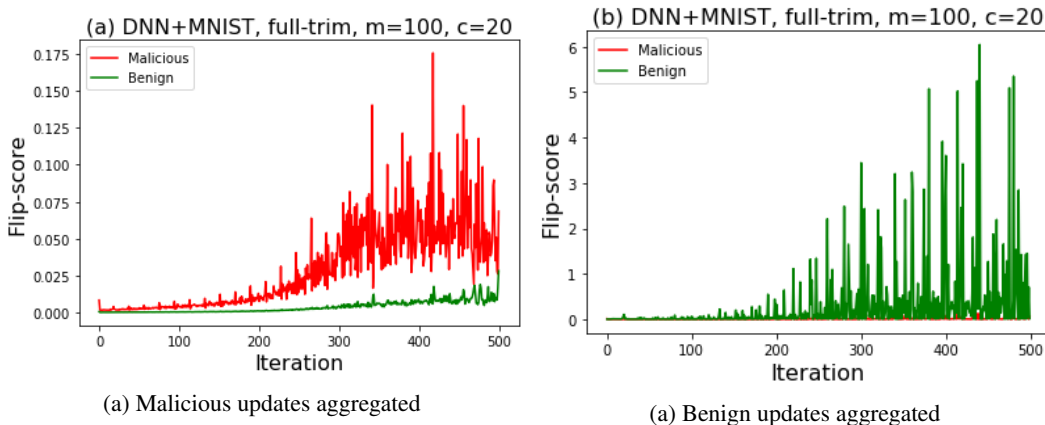 (a) DNN+MNIST, full-trim, m=100, c=20
Malicious
Benign
Flip-score
0.175
0.150
0.125
0.100
0.075
0.050
0.025
0.000
0 100 200 300 400 500
Iteration
(a) Malicious updates aggregated
(b) DNN+MNIST, full-trim, m=100, c=20
Malicious
Benign
Flip-score
6
5
4
3
2
1
0
0 100 200 300 400 500
Iteration
(a) Benign updates aggregated